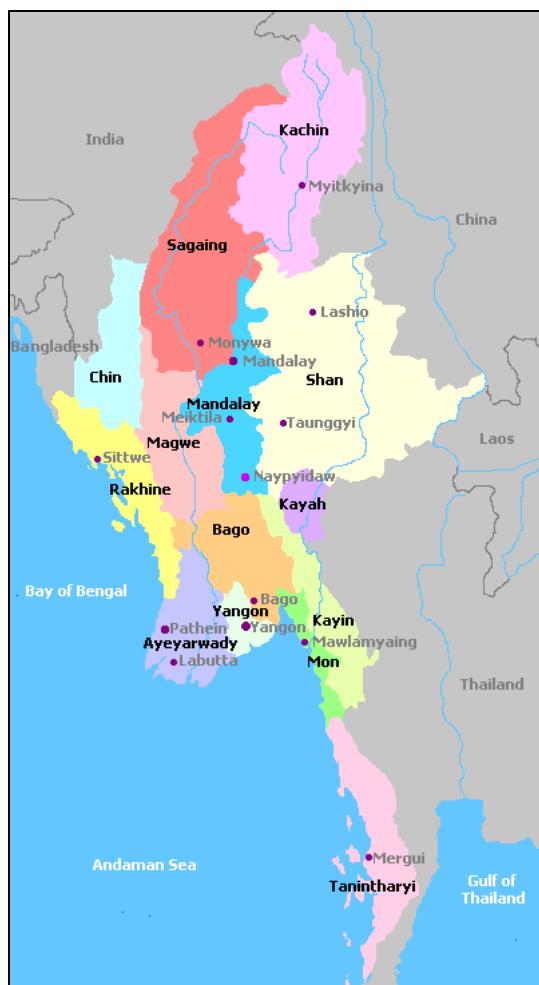 Kachin
India
Myitkyina
China
Sagaing
Lashio
Bangladesh
Monywa
Mandalay
Chin
Shan
Mandalay
Meiktila
Taunggyi
Magwe
Laos
Sittwe
Naypyidaw
Rakhine
Kayah
Bago
Bay of Bengal
Bago
Yangon
Kayin
Pathein
Yangon
Ayeyarwady
Mawlamyaing
Labutta
Mon
Thailand
Mergui
Andaman Sea
Tanintharyi
Gulf of
Thailand